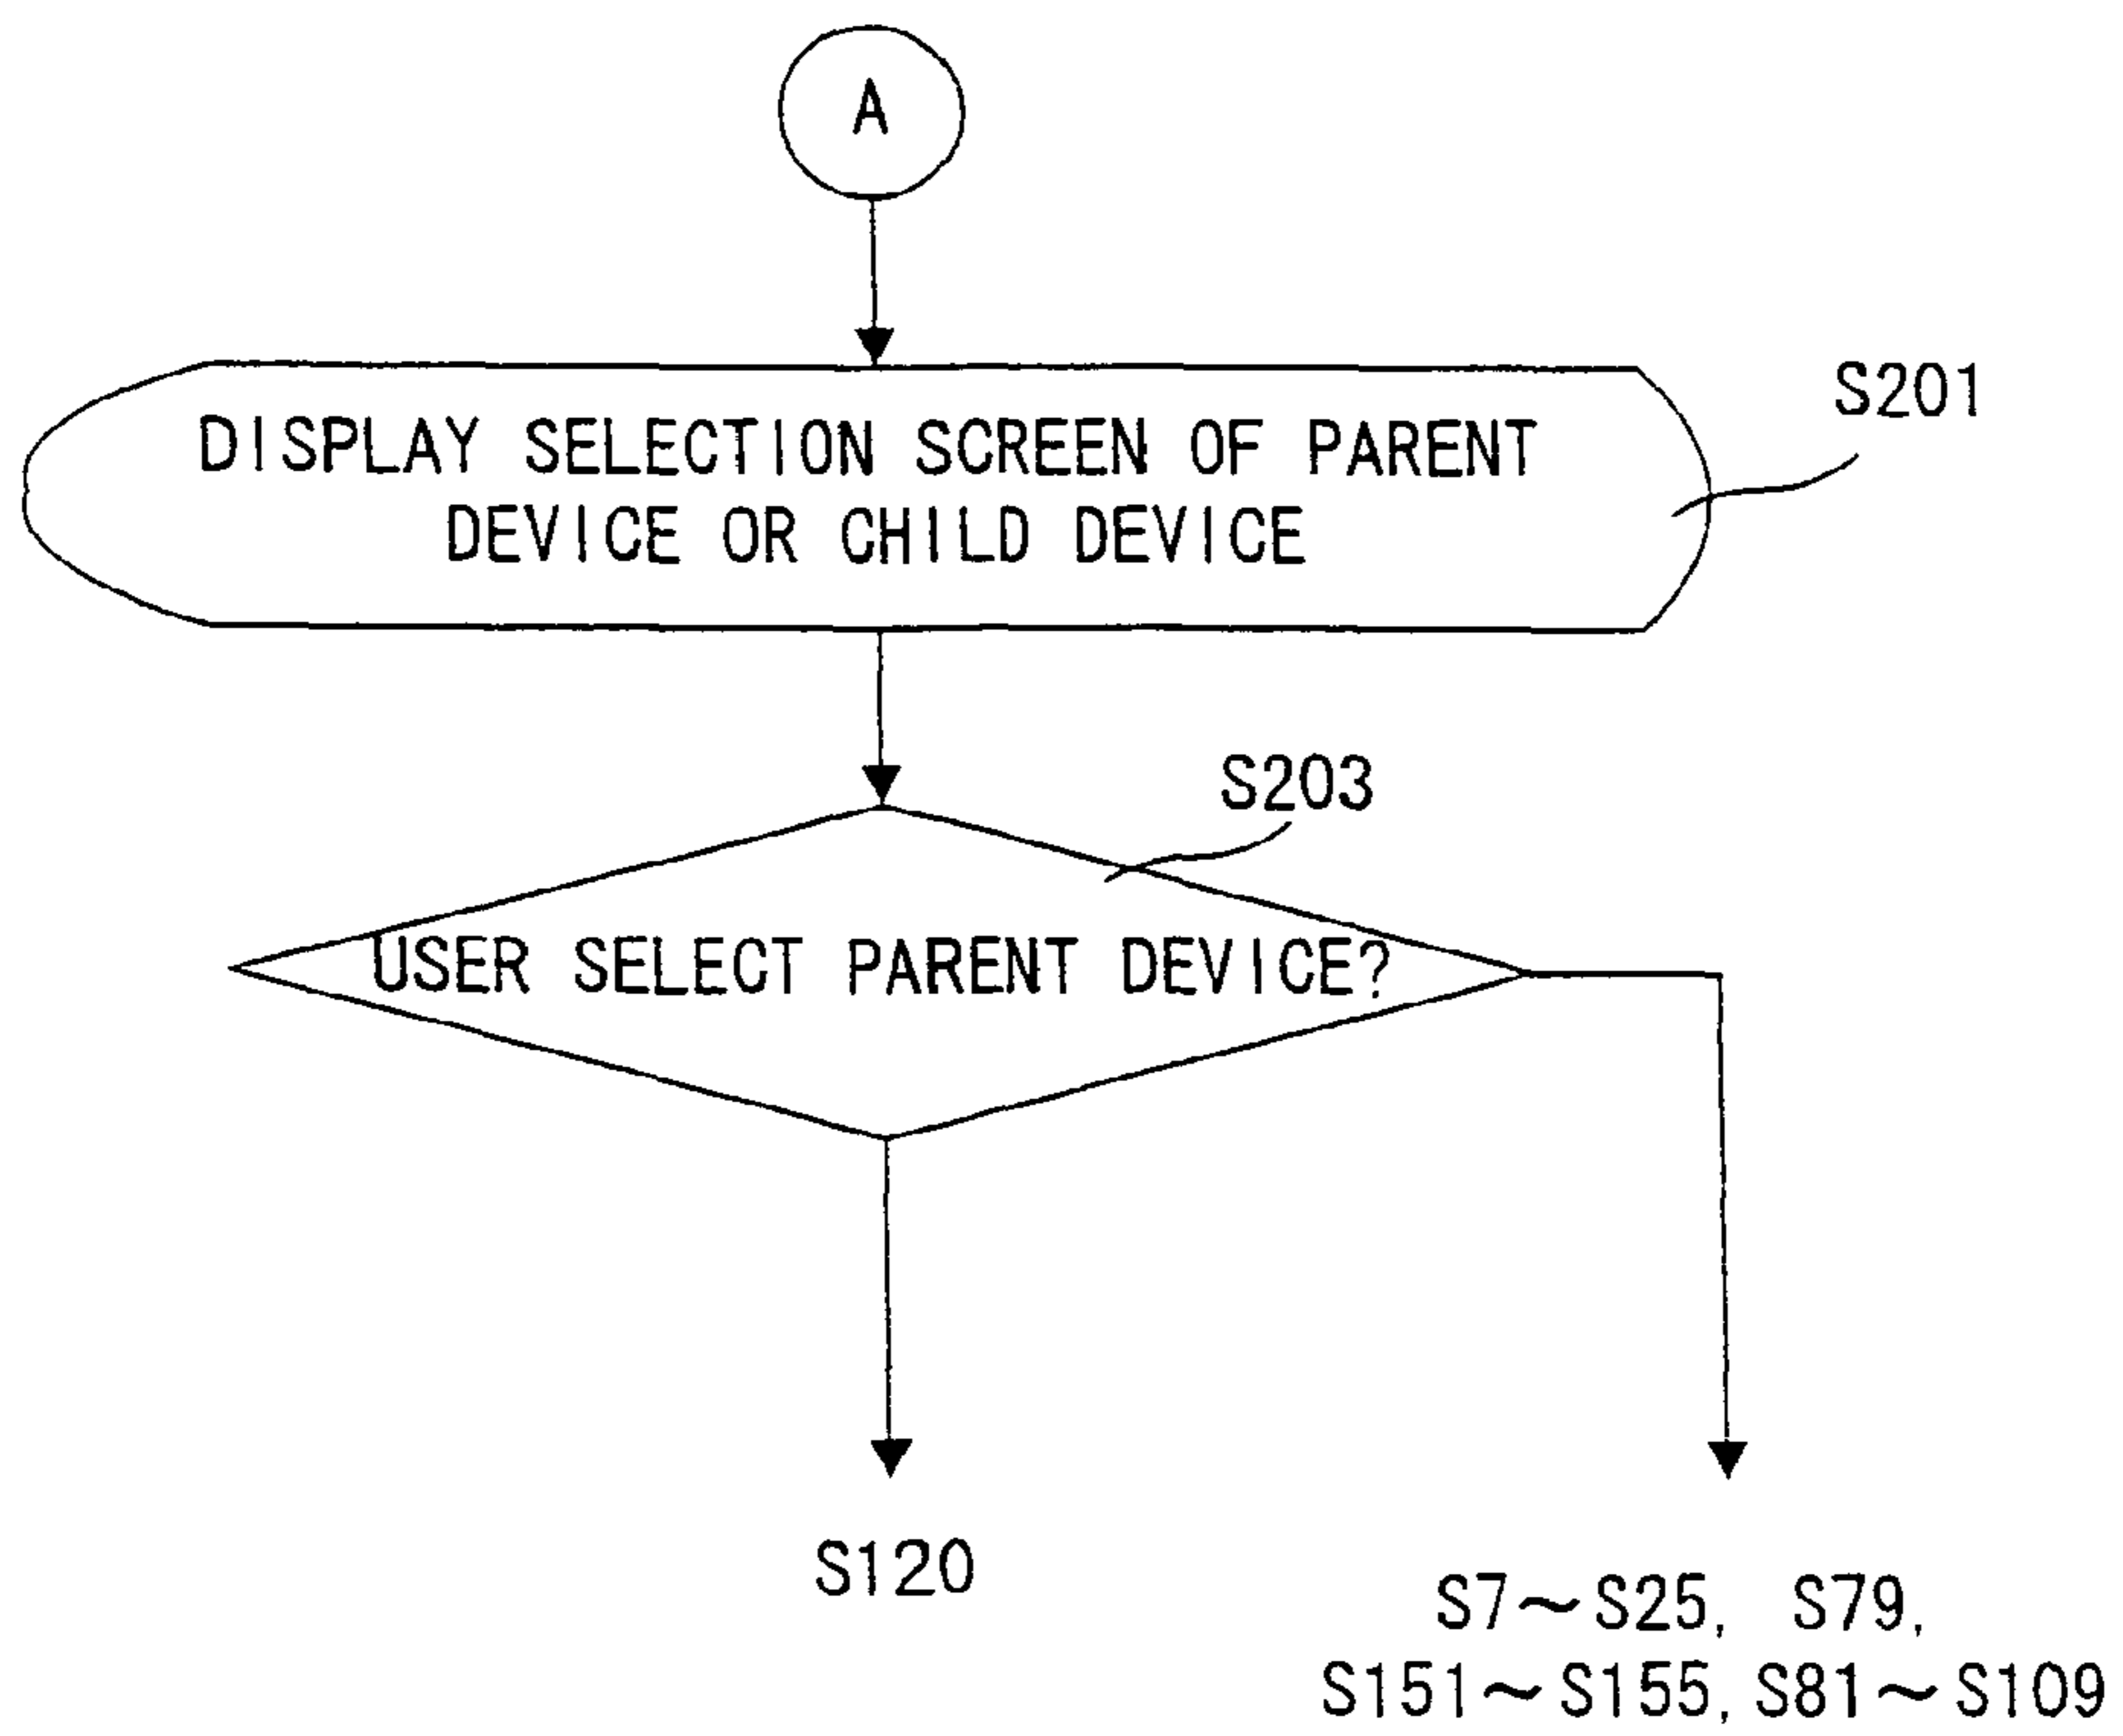 A
S201
DISPLAY SELECTION SCREEN OF PARENT
DEVICE OR CHILD DEVICE
S203
USER SELECT PARENT DEVICE?
S120
S7～S25, S79,
S151～S155, S81～S109